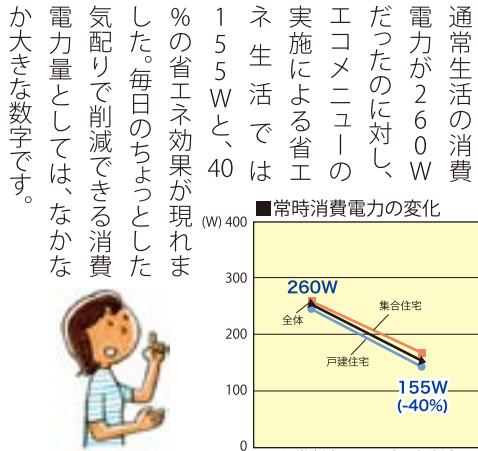 通常生活の消費
電力が260W
だったのに対し、
エコメニューの
実施による省エ
ネ生活では
155Wと、40
%の省エネ効果が現れま
した。毎日のちょっとした
気配りで削減できる消費
電力量としては、なかな
か大きな数字です。
■常時消費電力の変化
(W)
400
300
200
100
0
260W
集合住宅
全体
戸建住宅
155W
(-40%)